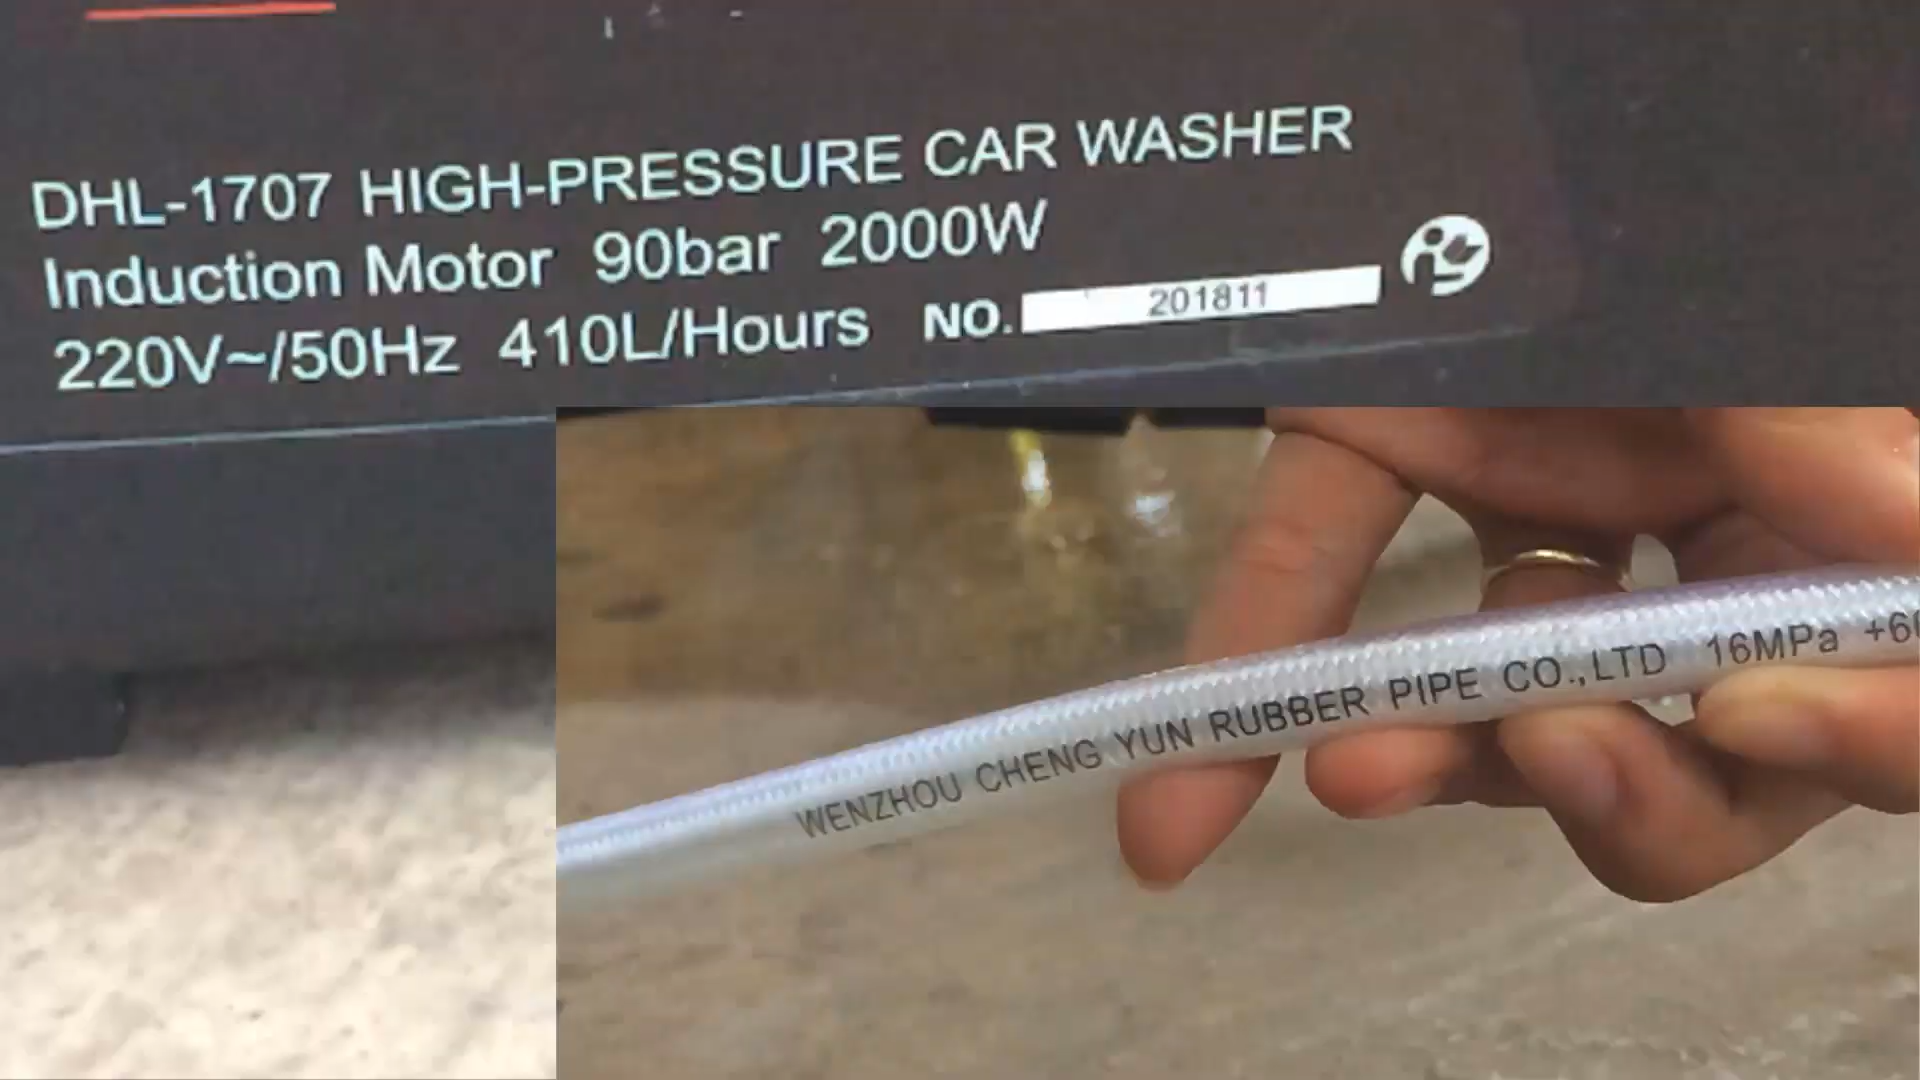 DHL-1707 HIGH-PRESSURE CAR WASHER
Induction Motor 90bar 2000W
220V~/50Hz 410L/Hours NO. 201811
WENZHOU CHENG YUN RUBBER PIPE CO.,LTD 16MPa